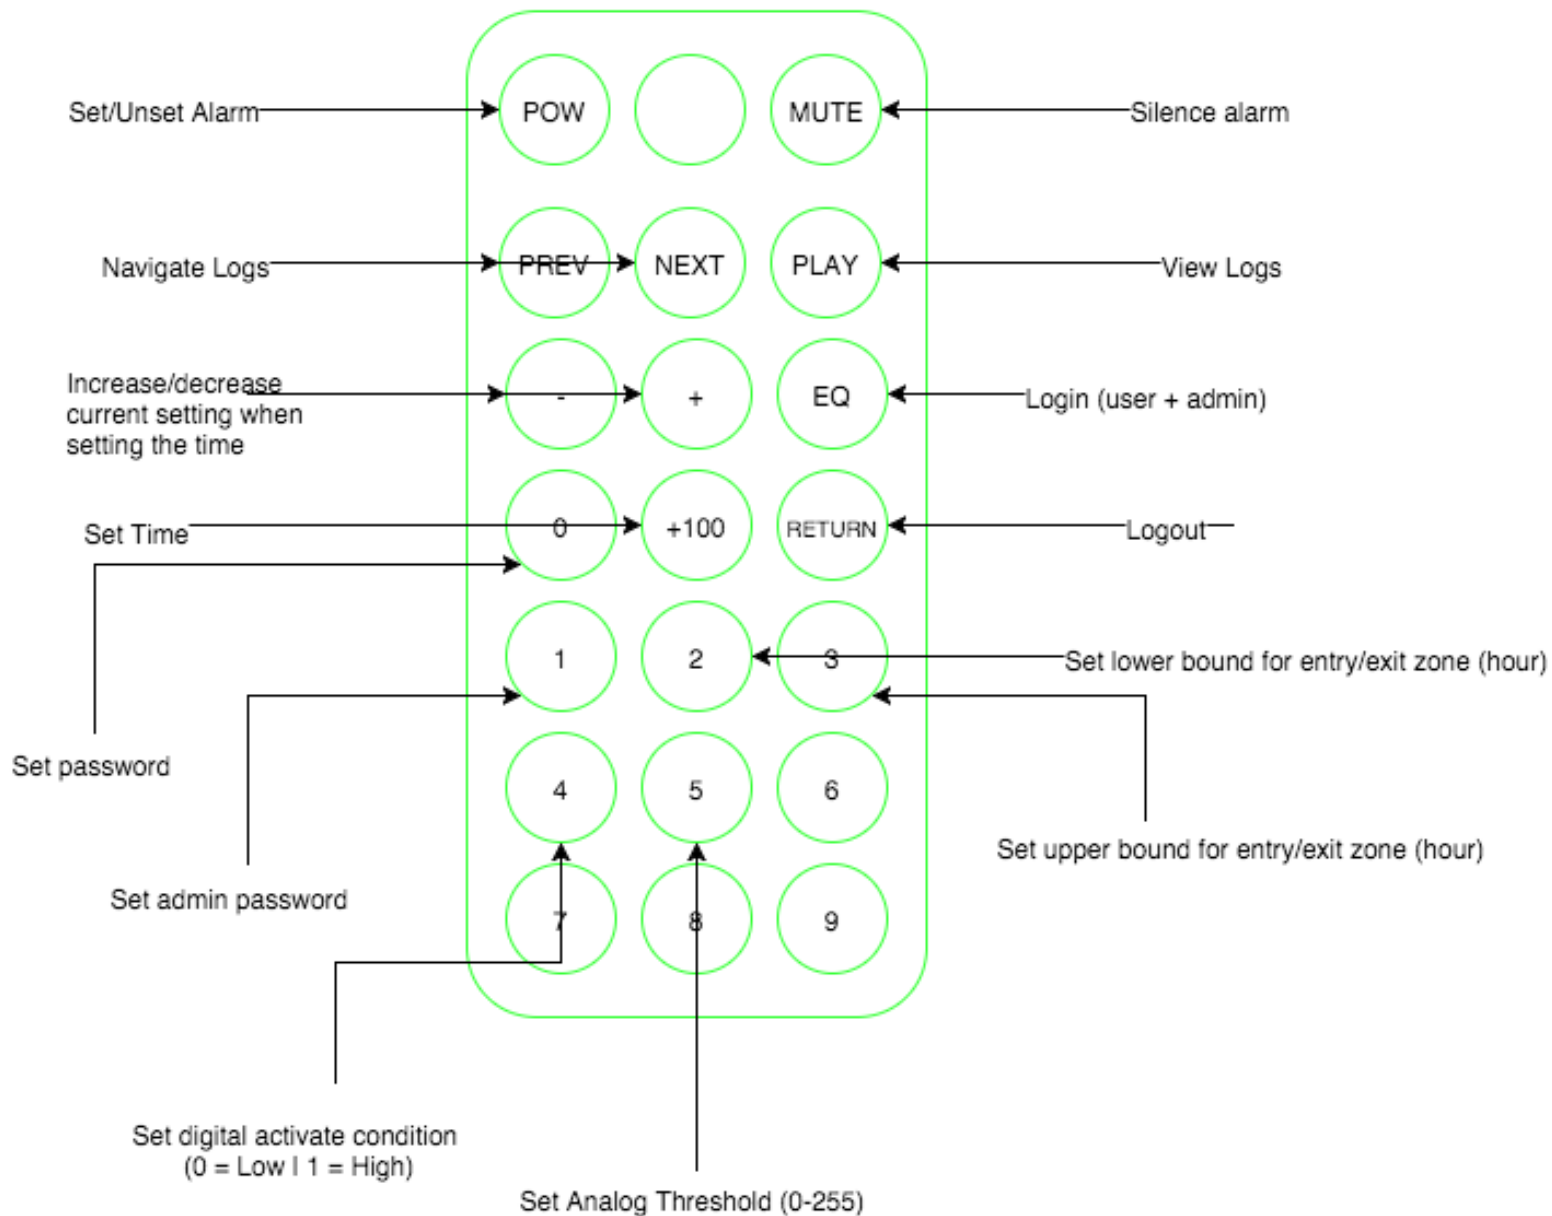 Set/Unset Alarm
POW
MUTE
Silence alarm
Navigate Logs
PREV
NEXT
PLAY
View Logs
Increase/decrease
current setting when
setting the time
-
+
EQ
Login (user + admin)
Set Time
0
+100
RETURN
Logout
1
2
3
Set lower bound for entry/exit zone (hour)
Set password
4
5
6
Set upper bound for entry/exit zone (hour)
Set admin password
7
8
9
Set digital activate condition
(0 = Low | 1 = High)
Set Analog Threshold (0-255)